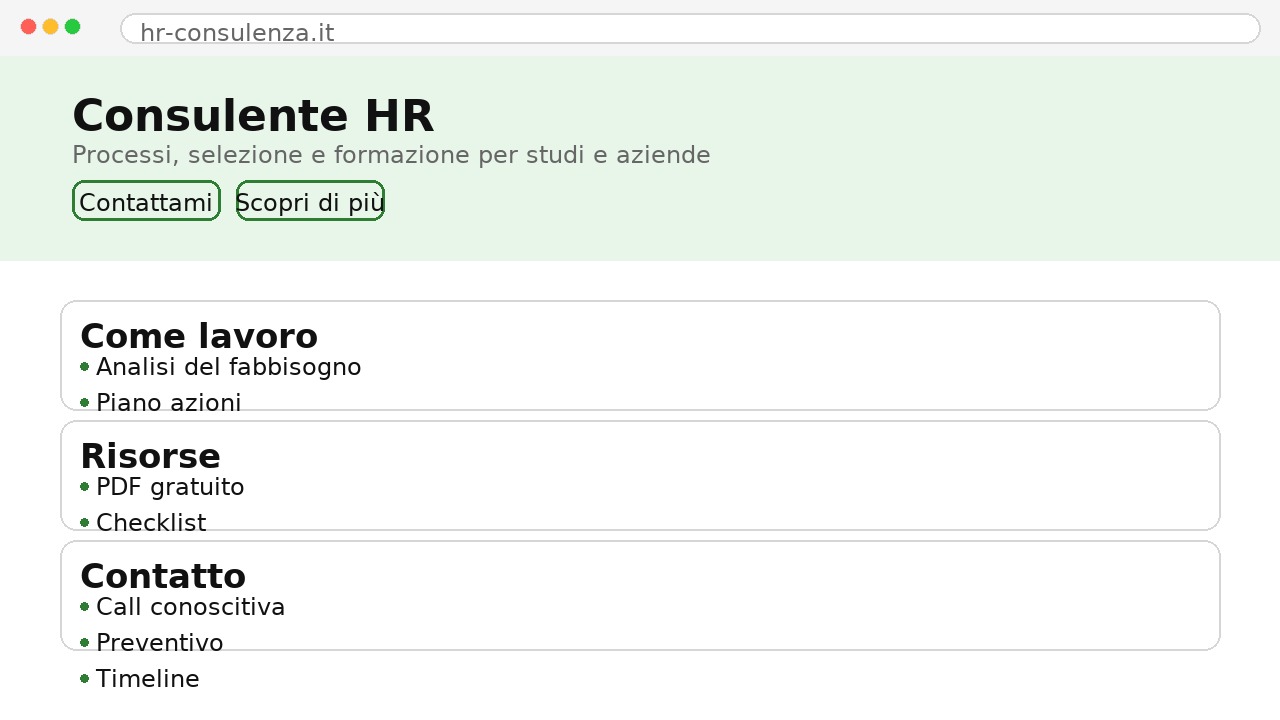 hr-consulenza.it
Consulente HR
Processi, selezione e formazione per studi e aziende
Contattami Scopri di più
Come lavoro
Analisi del fabbisogno
Piano azioni
Risorse
PDF gratuito
Checklist
Contatto
Call conoscitiva
Preventivo
Timeline